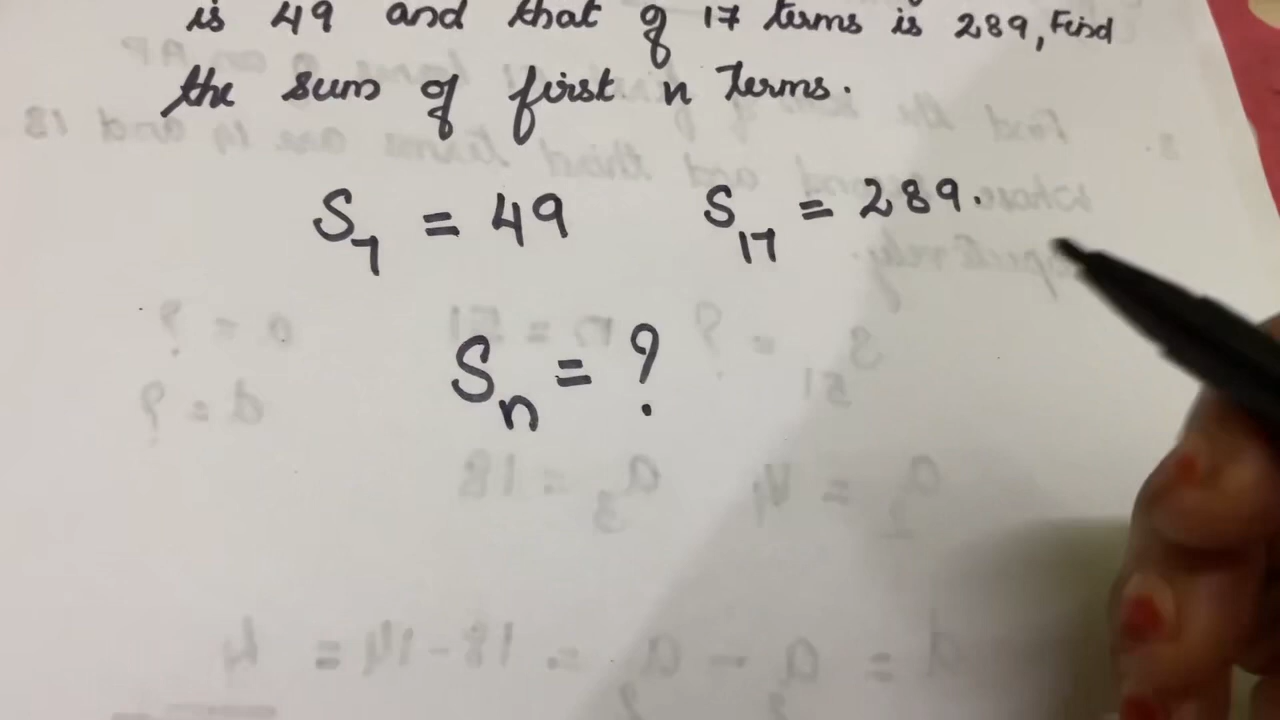 is 49 and that of 17 terms is 289, Find
the sum of first n terms.
S₇ = 49 S₁₇ = 289.
Sₙ = ?